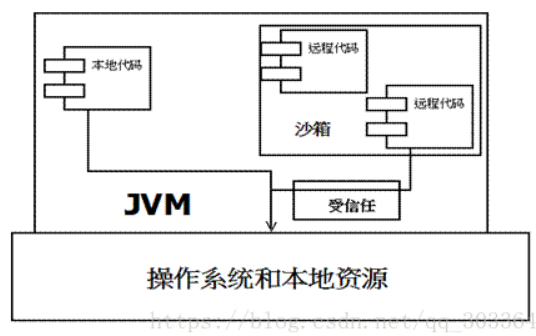 本地代码
远程代码
远程代码
沙箱
JVM
受信任
操作系统和本地资源
https://blog.csdn.net/qq_303364